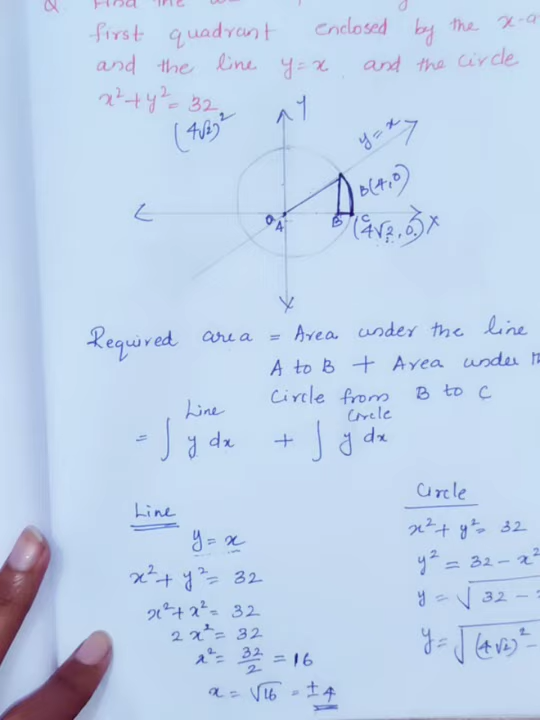 Q Find the
first quadrant enclosed by the x-a
and the line y=x and the circle
x²+y²= 32
(4√2)²
Y
y=x
B(4,0)
O
A
B
C
(4√2,0)
X
Required area = Area under the line
A to B + Area under
Circle from B to C
Line
Circle
= ∫ y dx + ∫ y dx
Line
y = x
x² + y² = 32
x²+x² = 32
2x² = 32
x² = 32/2 = 16
x = √16 = ±4
Circle
x² + y² = 32
y² = 32 - x²
y = √32 -
y = √(4√2)² -